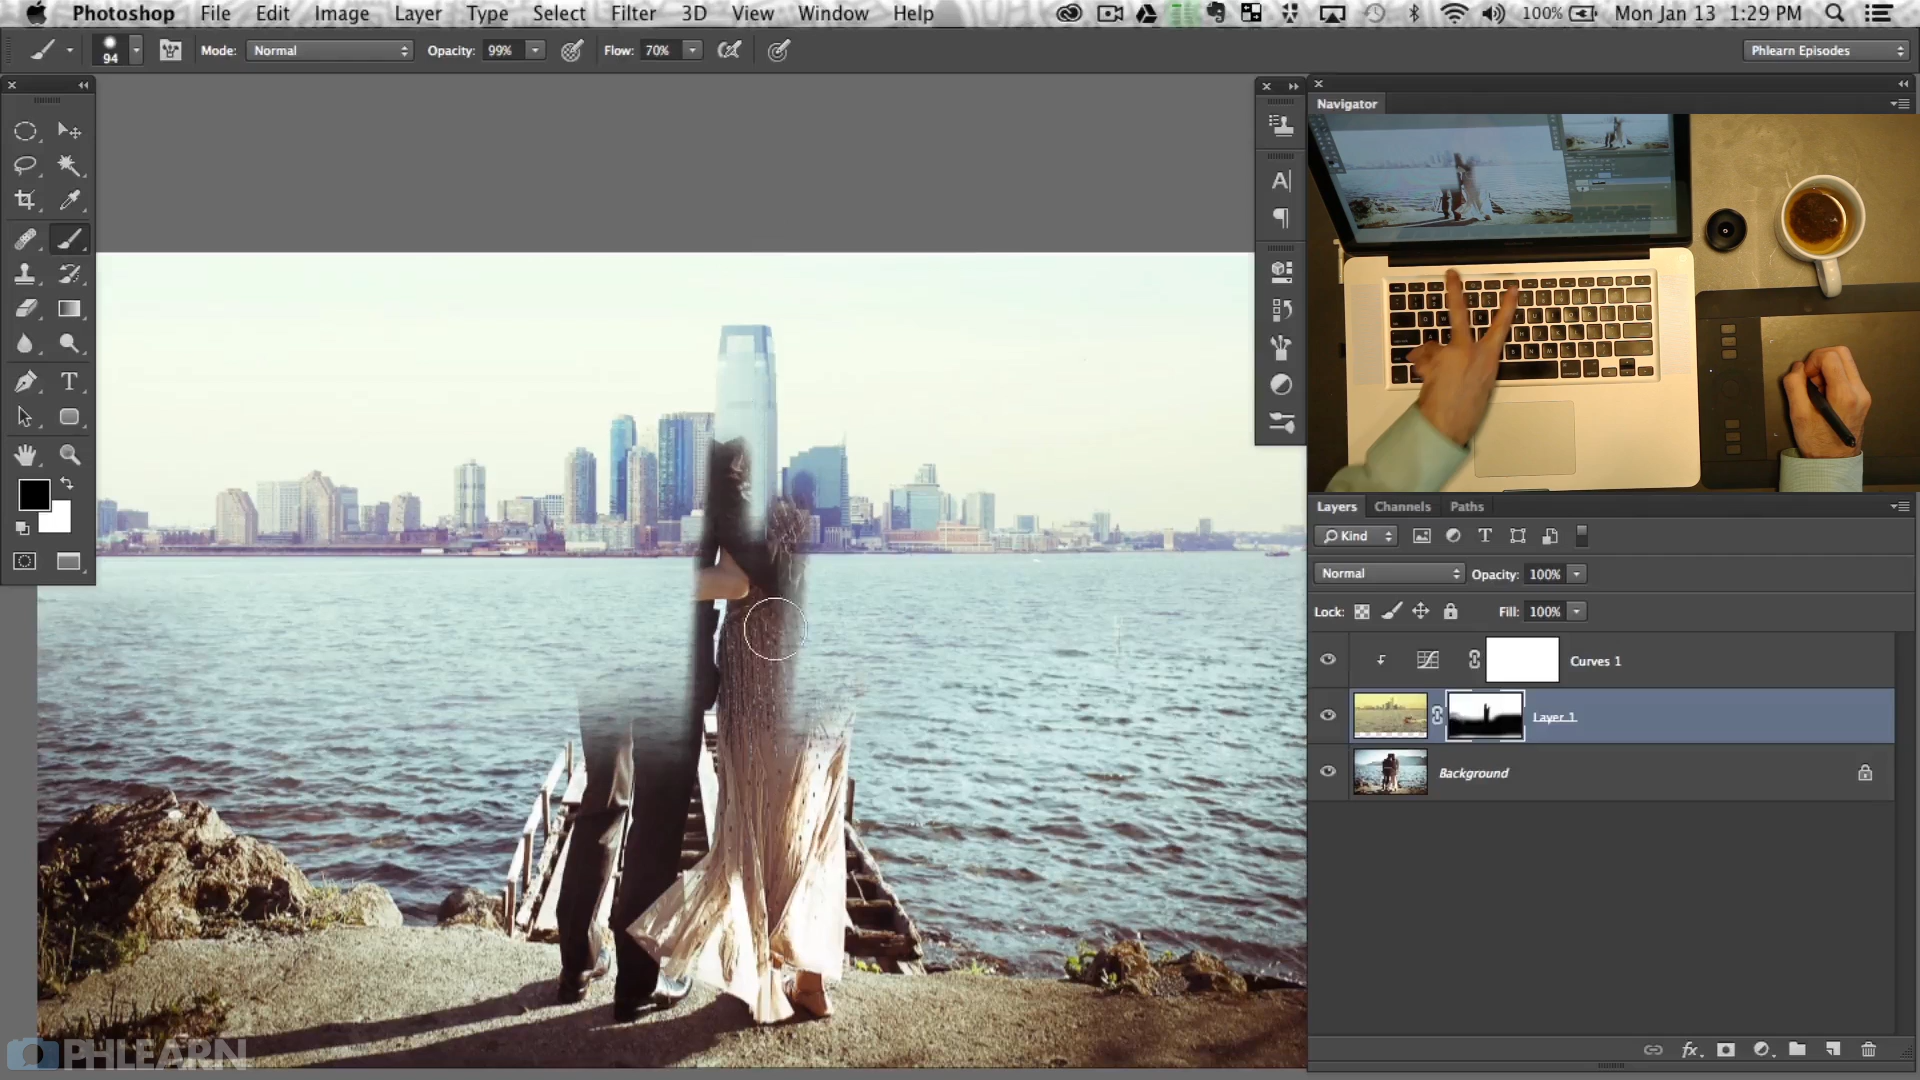 Photoshop File Edit Image Layer Type Select Filter 3D View Window Help 100% Mon Jan 13 1:29 PM
94 Mode: Normal Opacity: 99% Flow: 70% Phlearn Episodes
Navigator
Layers Channels Paths
Kind
Normal Opacity: 100%
Lock: Fill: 100%
Curves 1
Layer 1
Background
fx
PHLEARN